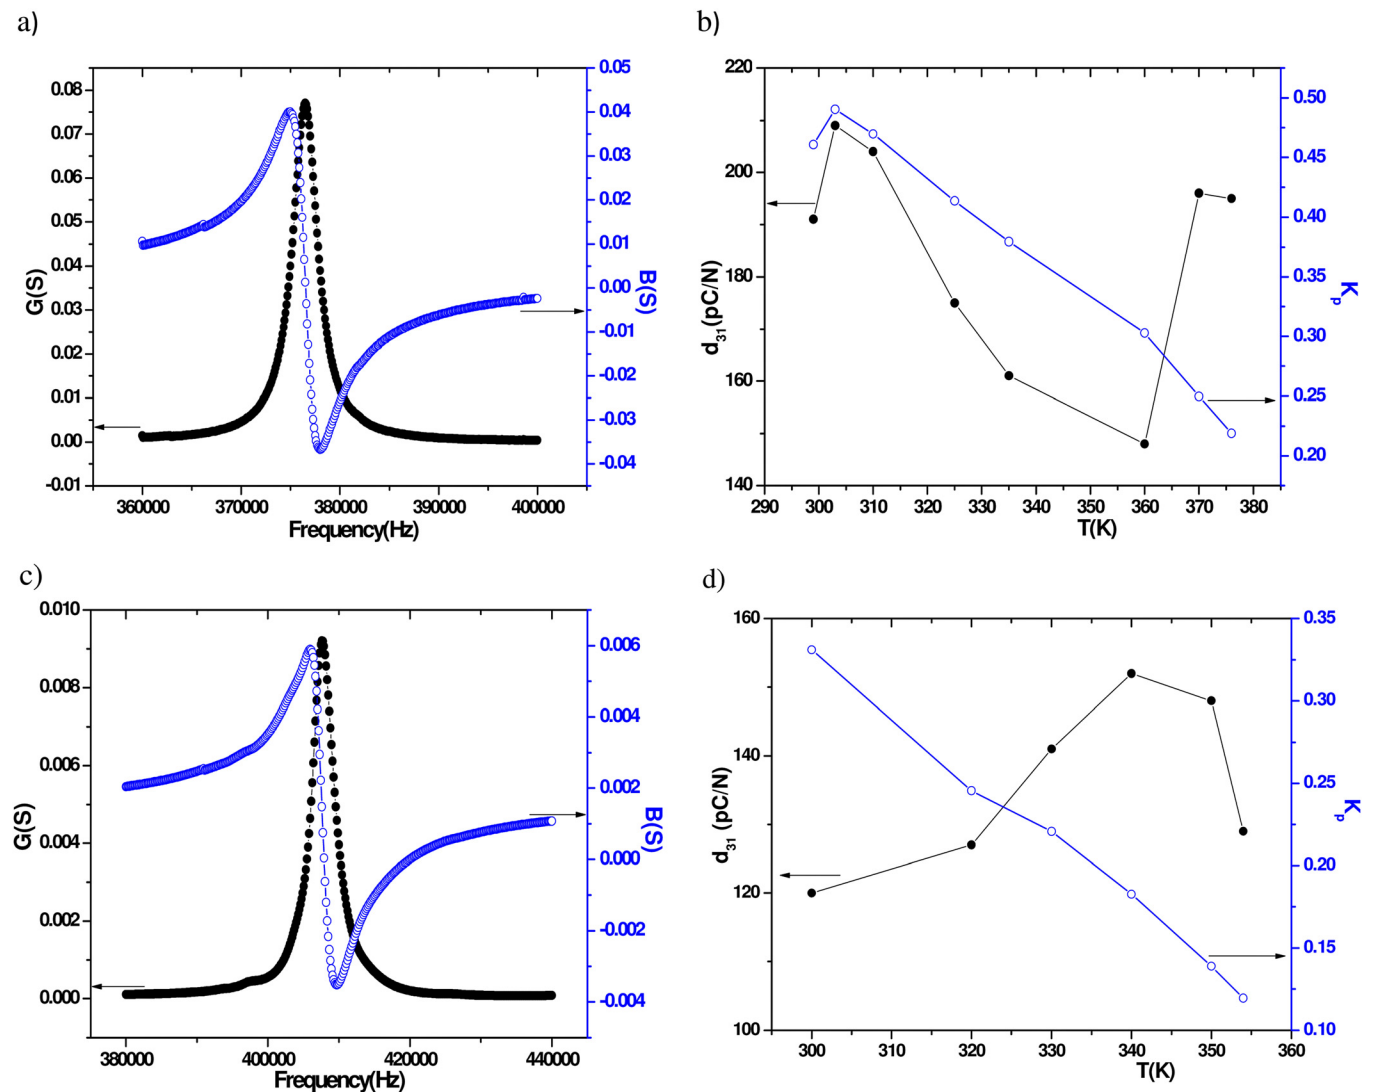 a)
0.08
0.07
0.06
0.05
0.04
0.03
0.02
0.01
0.00
-0.01
G(S)
0.05
0.04
0.03
0.02
0.01
0.00
-0.01
-0.02
-0.03
-0.04
B(S)
360000 370000 380000 390000 400000
Frequency(Hz)
b)
220
200
180
160
140
d31(pC/N)
0.50
0.45
0.40
0.35
0.30
0.25
0.20
Kp
290 300 310 320 330 340 350 360 370 380
T(K)
c)
0.010
0.008
0.006
0.004
0.002
0.000
G(S)
0.006
0.004
0.002
0.000
-0.002
-0.004
B(S)
380000 400000 420000 440000
Frequency(Hz)
d)
160
140
120
100
d31 (pC/N)
0.35
0.30
0.25
0.20
0.15
0.10
Kp
300 310 320 330 340 350 360
T(K)